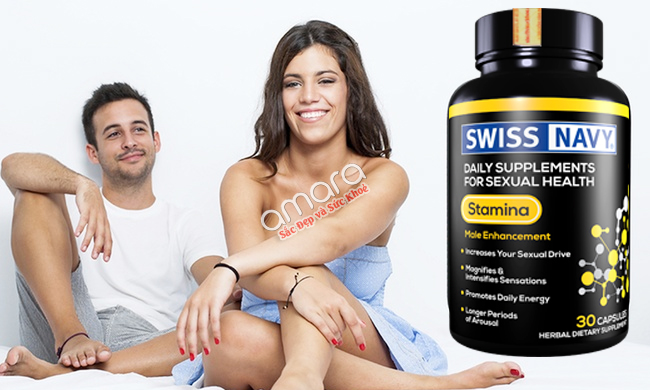 amara
Sắc Đẹp và Sức Khoẻ
SWISS NAVY
DAILY SUPPLEMENTS
FOR SEXUAL HEALTH
Stamina
Male Enhancement
• Increases Your Sexual Drive
• Magnifies &
Intensifies Sensations
• Promotes Daily Energy
• Longer Periods
of Arousal
30 CAPSULES
HERBAL DIETARY SUPPLEMENT